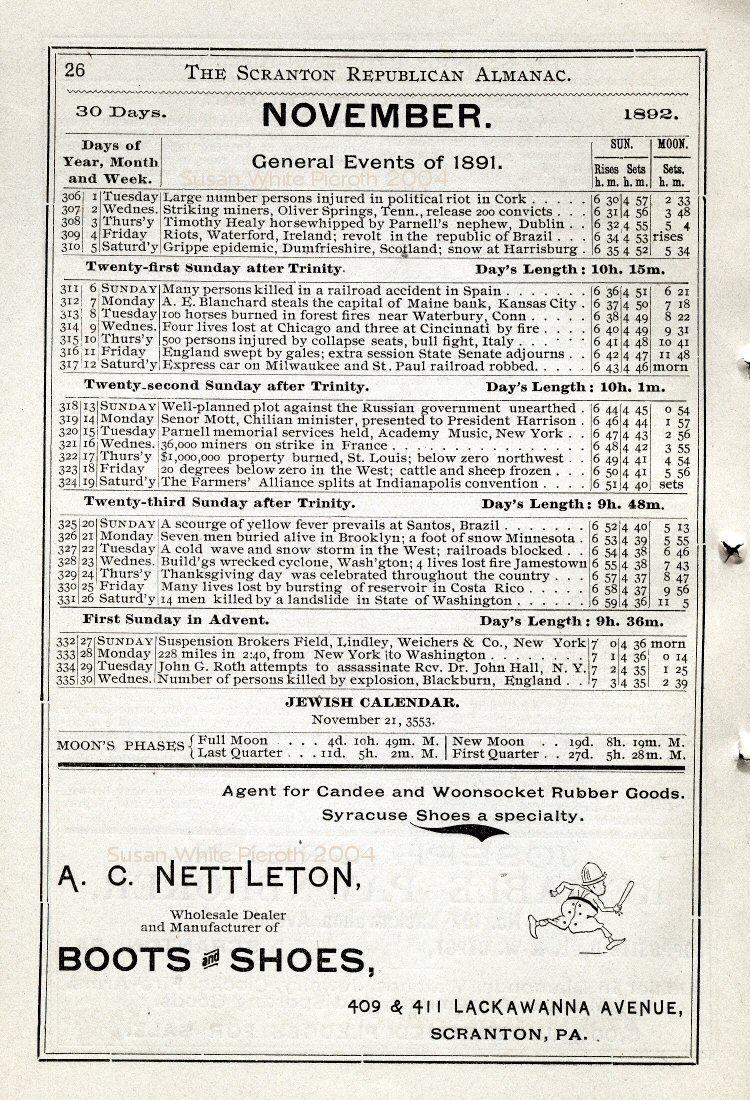 26 THE SCRANTON REPUBLICAN ALMANAC.
30 Days. NOVEMBER. 1892.
Days of Year, Month and Week. General Events of 1891. SUN. MOON.
Rises Sets Sets.
h. m. h. m. h. m.
Susan White Pieroth 2004
306 1 Tuesday Large number persons injured in political riot in Cork . . . . . 6 30 4 57 2 33
307 2 Wednes. Striking miners, Oliver Springs, Tenn., release 200 convicts . . . 6 31 4 56 3 48
308 3 Thurs'y Timothy Healy horsewhipped by Parnell's nephew, Dublin . . 6 32 4 55 5 4
309 4 Friday Riots, Waterford, Ireland; revolt in the republic of Brazil . . . 6 34 4 53 rises
310 5 Saturd'y Grippe epidemic, Dumfrieshire, Scotland; snow at Harrisburg . 6 35 4 52 5 34
Twenty-first Sunday after Trinity. Day's Length: 10h. 15m.
311 6 SUNDAY Many persons killed in a railroad accident in Spain . . . . . . 6 36 4 51 6 21
312 7 Monday A. E. Blanchard steals the capital of Maine bank, Kansas City . 6 37 4 50 7 18
313 8 Tuesday 100 horses burned in forest fires near Waterbury, Conn . . . . 6 38 4 49 8 22
314 9 Wednes. Four lives lost at Chicago and three at Cincinnati by fire . . . . 6 40 4 49 9 31
315 10 Thurs'y 500 persons injured by collapse seats, bull fight, Italy . . . . . . 6 41 4 48 10 41
316 11 Friday England swept by gales; extra session State Senate adjourns . . 6 42 4 47 11 48
317 12 Saturd'y Express car on Milwaukee and St. Paul railroad robbed. . . . . 6 43 4 46 morn
Twenty-second Sunday after Trinity. Day's Length: 10h. 1m.
318 13 SUNDAY Well-planned plot against the Russian government unearthed . 6 44 4 45 0 54
319 14 Monday Senor Mott, Chilian minister, presented to President Harrison . 6 46 4 44 1 57
320 15 Tuesday Parnell memorial services held, Academy Music, New York . . 6 47 4 43 2 56
321 16 Wednes. 36,000 miners on strike in France . . . . . . . . . . . 6 48 4 42 3 55
322 17 Thurs'y $1,000,000 property burned, St. Louis; below zero northwest . . 6 49 4 41 4 54
323 18 Friday 20 degrees below zero in the West; cattle and sheep frozen . . . 6 50 4 41 5 56
324 19 Saturd'y The Farmers' Alliance splits at Indianapolis convention . . . . 6 51 4 40 sets
Twenty-third Sunday after Trinity. Day's Length: 9h. 48m.
325 20 SUNDAY A scourge of yellow fever prevails at Santos, Brazil . . . . . . . 6 52 4 40 5 13
326 21 Monday Seven men buried alive in Brooklyn; a foot of snow Minnesota . 6 53 4 39 5 55
327 22 Tuesday A cold wave and snow storm in the West; railroads blocked . . 6 54 4 38 6 46
328 23 Wednes. Build'gs wrecked cyclone, Wash'gton; 4 lives lost fire Jamestown 6 55 4 38 7 43
329 24 Thurs'y Thanksgiving day was celebrated throughout the country . . . 6 57 4 37 8 47
330 25 Friday Many lives lost by bursting of reservoir in Costa Rico . . . . . 6 58 4 37 9 56
331 26 Saturd'y 14 men killed by a landslide in State of Washington . . . . . . 6 59 4 36 11 5
First Sunday in Advent. Day's Length: 9h. 36m.
332 27 SUNDAY Suspension Brokers Field, Lindley, Weichers & Co., New York 7 0 4 36 morn
333 28 Monday 228 miles in 2:40, from New York to Washington . . . . . . . 7 1 4 36 0 14
334 29 Tuesday John G. Roth attempts to assassinate Rev. Dr. John Hall, N. Y. 7 2 4 35 1 25
335 30 Wednes. Number of persons killed by explosion, Blackburn, England . . 7 3 4 35 2 39
JEWISH CALENDAR.
November 21, 3553.
MOON'S PHASES { Full Moon . . . . 4d. 10h. 49m. M. | New Moon . . 19d. 8h. 19m. M.
Last Quarter . . . 11d. 5h. 2m. M. | First Quarter . . 27d. 5h. 28m. M.
Agent for Candee and Woonsocket Rubber Goods.
Syracuse Shoes a specialty.
Susan White Pieroth 2004
A. C. NETTLETON,
Wholesale Dealer
and Manufacturer of
BOOTS and SHOES,
409 & 411 LACKAWANNA AVENUE,
SCRANTON, PA.